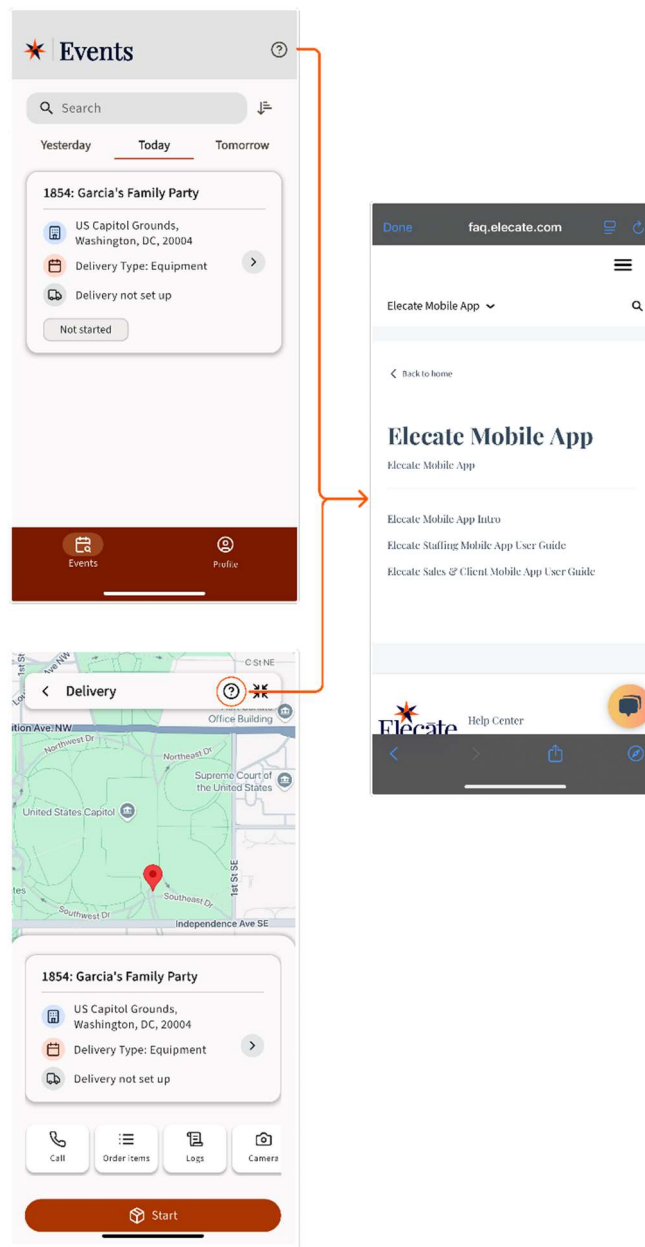 Events
Search
Yesterday
Today
Tomorrow
1854: Garcia's Family Party
US Capitol Grounds,
Washington, DC, 20004
Delivery Type: Equipment
Delivery not set up
Not started
Events
Profile
Done
faq.elecate.com
Elecate Mobile App
Back to home
Elecate Mobile App
Elecate Mobile App
Elecate Mobile App Intro
Elecate Staffing Mobile App User Guide
Elecate Sales & Client Mobile App User Guide
Elecate
Help Center
1st St
C St NE
Delivery
Office Building
ition Ave. NW
Northwest Dr
Northeast Dr
Supreme Court of
the United States
United States Capitol
1st St SE
Southeast Dr
Southwest Dr
Independence Ave SE
1854: Garcia's Family Party
US Capitol Grounds,
Washington, DC, 20004
Delivery Type: Equipment
Delivery not set up
Call
Order items
Logs
Camera
Start